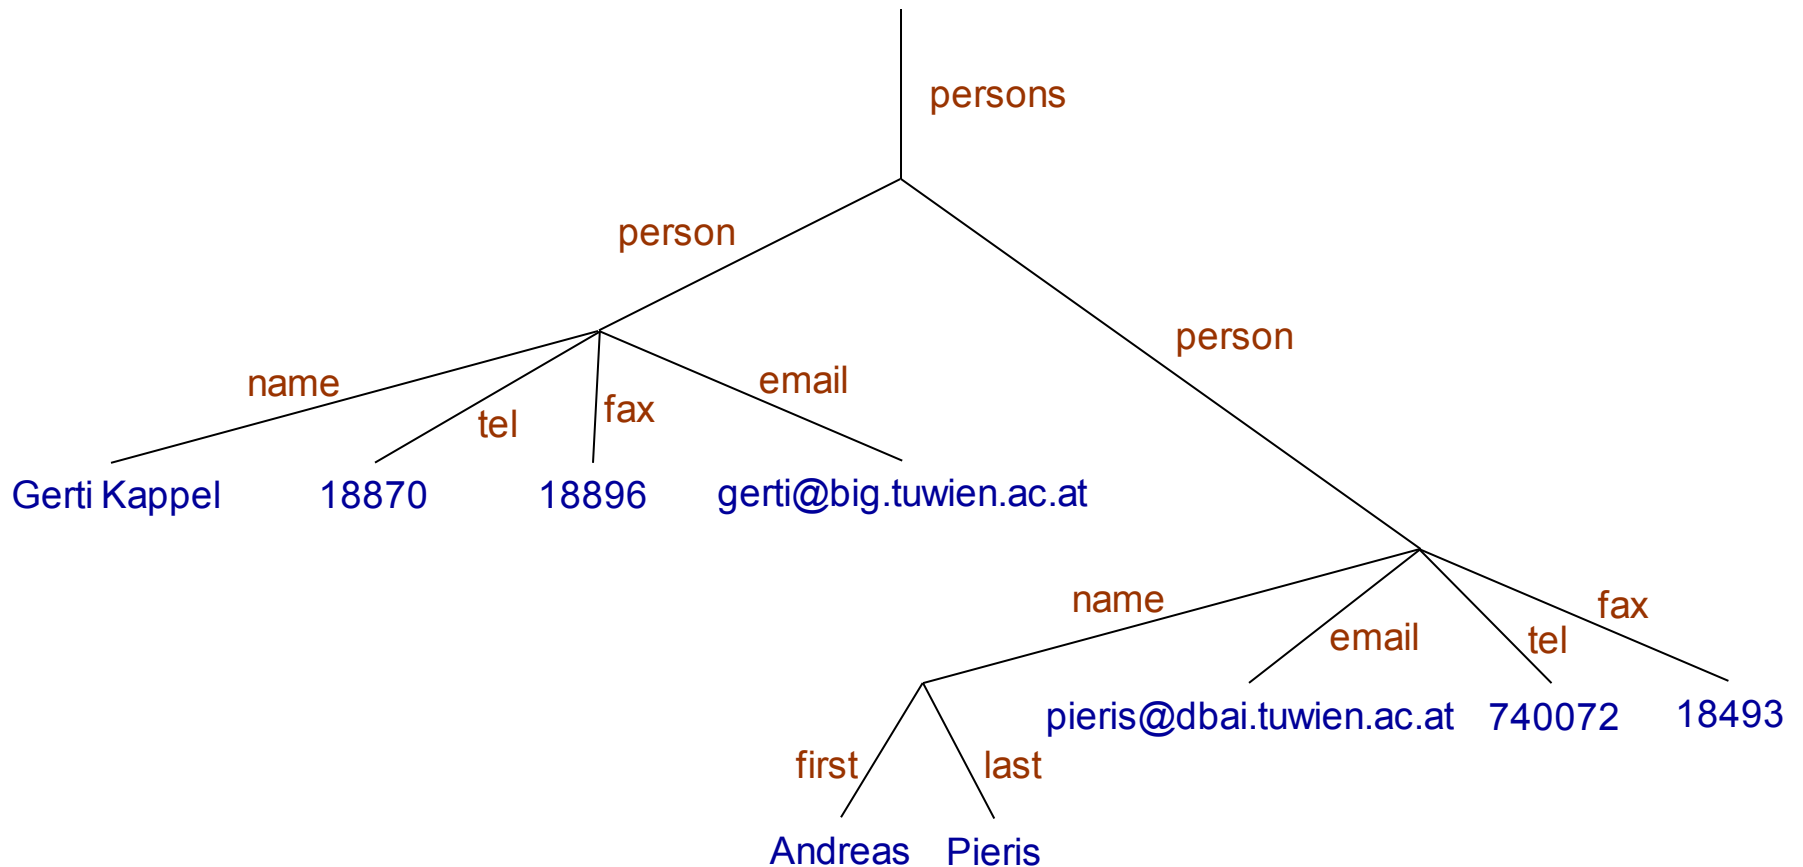 persons
person
person
name
tel
fax
email
Gerti Kappel
18870
18896
gerti@big.tuwien.ac.at
name
email
tel
fax
pieris@dbai.tuwien.ac.at
740072
18493
first
last
Andreas
Pieris